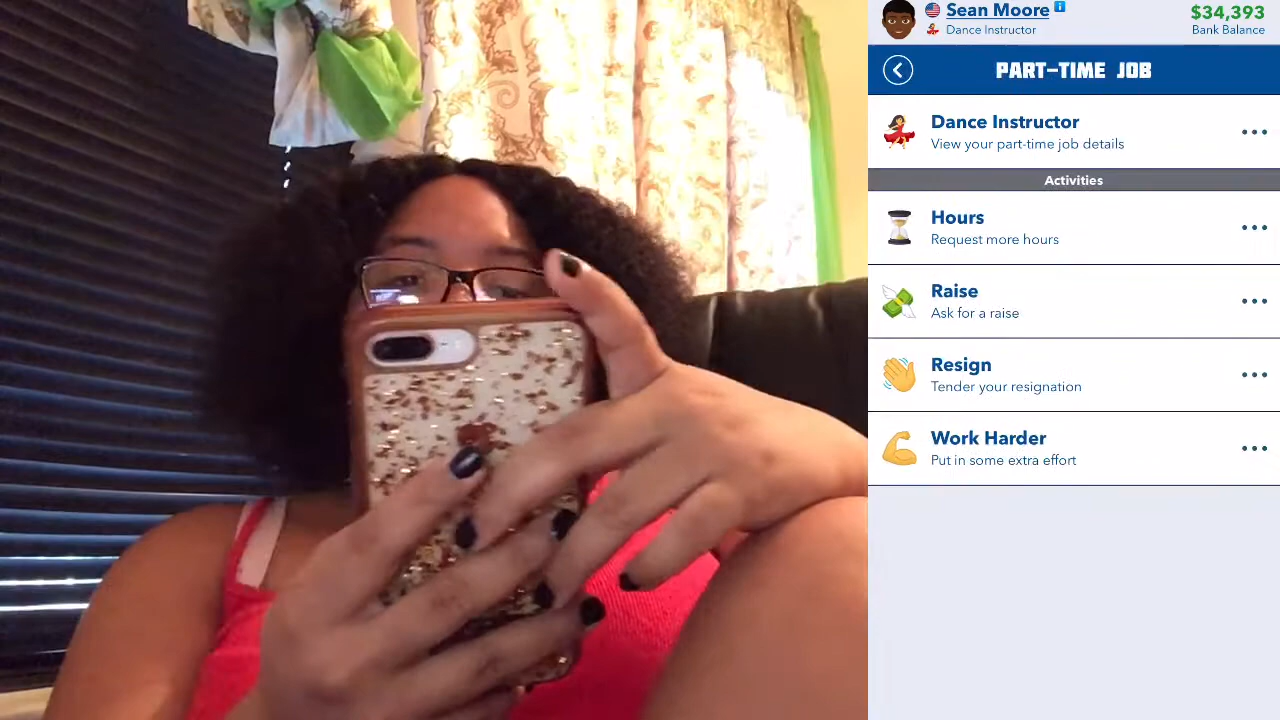 Sean Moore
$34,393
Dance Instructor
Bank Balance
PART-TIME JOB
Dance Instructor
View your part-time job details
Activities
Hours
Request more hours
Raise
Ask for a raise
Resign
Tender your resignation
Work Harder
Put in some extra effort